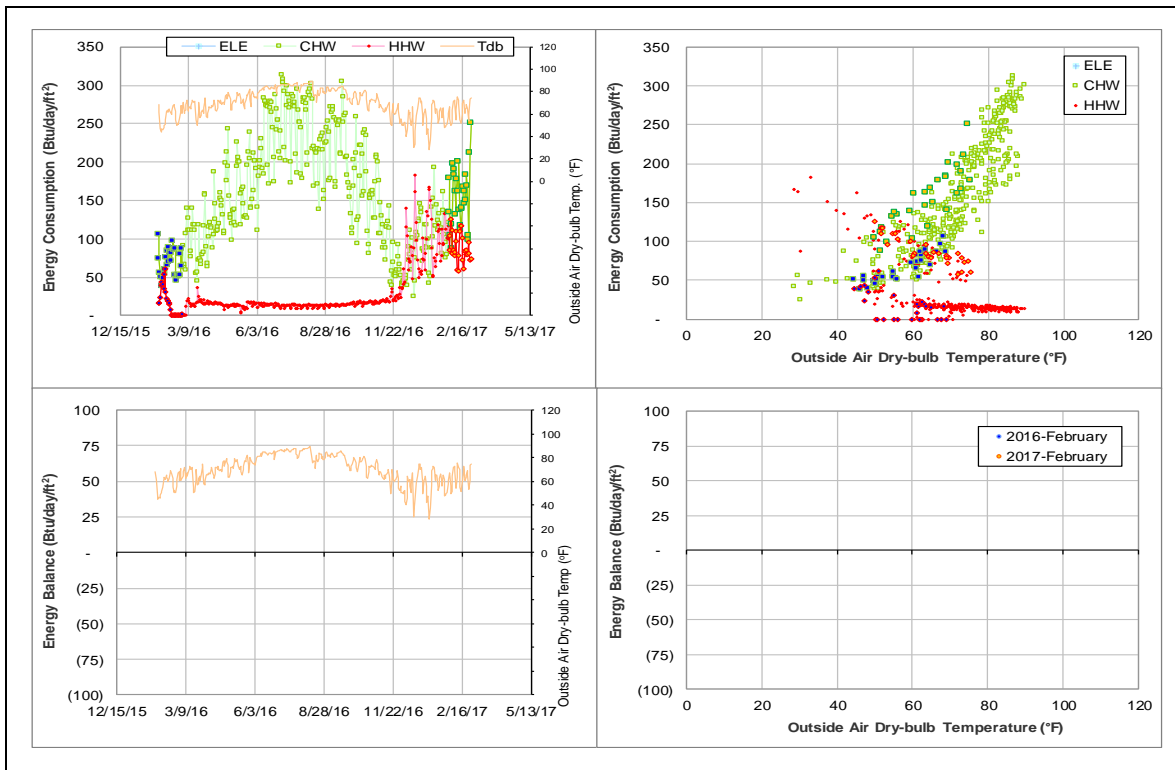 ELE CHW HHW Tdb
350
300
250
200
150
100
50
-
120
100
80
60
40
20
0
Energy Consumption (Btu/day/ft²)
Outside Air Dry-bulb Temp. (°F)
12/15/15 3/9/16 6/3/16 8/28/16 11/22/16 2/16/17 5/13/17
350
300
250
200
150
100
50
-
Energy Consumption (Btu/day/ft²)
ELE
CHW
HHW
0 20 40 60 80 100 120
Outside Air Dry-bulb Temperature (°F)
100
75
50
25
-
(25)
(50)
(75)
(100)
120
100
80
60
40
20
0
Energy Balance (Btu/day/ft²)
Outside Air Dry-bulb Temp (°F)
12/15/15 3/9/16 6/3/16 8/28/16 11/22/16 2/16/17 5/13/17
100
75
50
25
-
(25)
(50)
(75)
(100)
Energy Balance (Btu/day/ft²)
2016-February
2017-February
0 20 40 60 80 100 120
Outside Air Dry-bulb Temperature (°F)